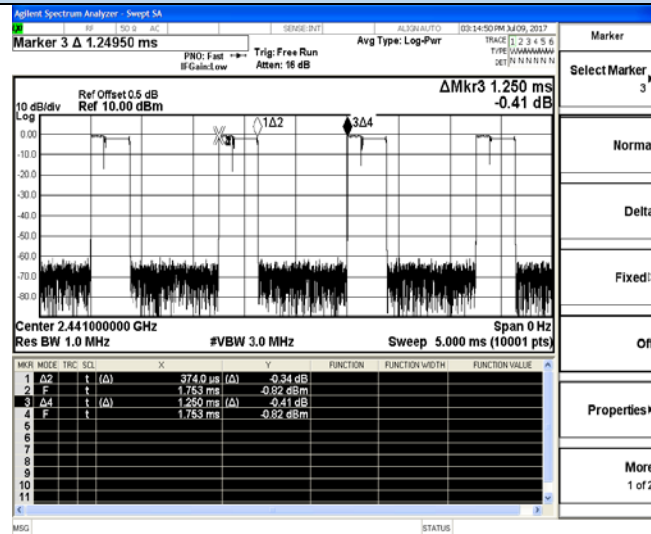 Agilent Spectrum Analyzer - Swept SA
RF 50 Ω AC SENSE:INT ALIGN AUTO 03:14:50 PM Jul 09, 2017
Marker 3 Δ 1.24950 ms
PNO: Fast
IFGain:Low
Trig: Free Run
Atten: 16 dB
Avg Type: Log-Pwr
TRACE 1 2 3 4 5 6
TYPE
DET N N N N N N
Ref Offset 0.5 dB
Ref 10.00 dBm
10 dB/div
Log
ΔMkr3 1.250 ms
-0.41 dB
0.00
-10.0
-20.0
-30.0
-40.0
-50.0
-60.0
-70.0
-80.0
1Δ2
3Δ4
Center 2.441000000 GHz
Span 0 Hz
Res BW 1.0 MHz
#VBW 3.0 MHz
Sweep 5.000 ms (10001 pts)
MKR MODE TRC SCL X Y FUNCTION FUNCTION WIDTH FUNCTION VALUE
1 Δ2 t (Δ) 374.0 µs (Δ) -0.34 dB
2 F t 1.753 ms -0.82 dBm
3 Δ4 t (Δ) 1.250 ms (Δ) -0.41 dB
4 F t 1.753 ms -0.82 dBm
5
6
7
8
9
10
11
MSG
STATUS
Marker
Select Marker
3
Norma
Delta
Fixed
Off
Properties
More
1 of 2